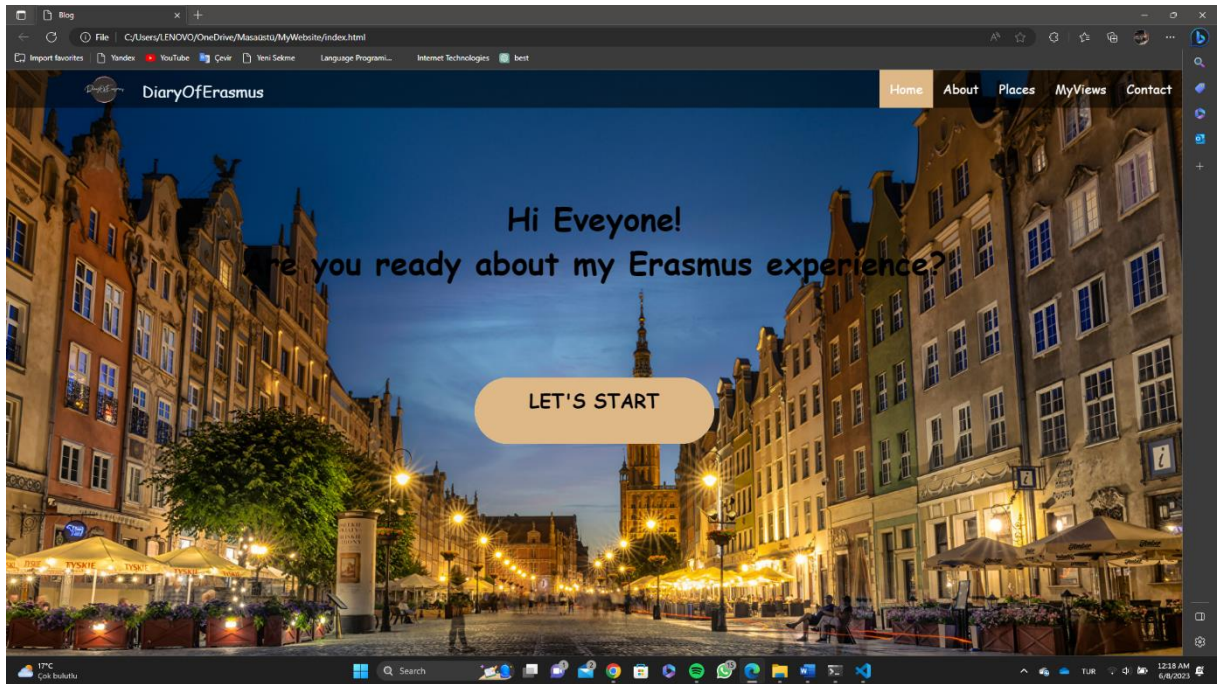 Blog
File C:/Users/LENOVO/OneDrive/Masaüstü/MyWebsite/index.html
Import favorites Yandex YouTube Çevir Yeni Sekme Language Programi... Internet Technologies best
DiaryOfErasmus Home About Places MyViews Contact
Hi Eveyone!
Are you ready about my Erasmus experience?
LET'S START
TYSKIE TYSKIE
i
i
17°C
Çok bulutlu
Search
TUR
12:18 AM
6/8/2023